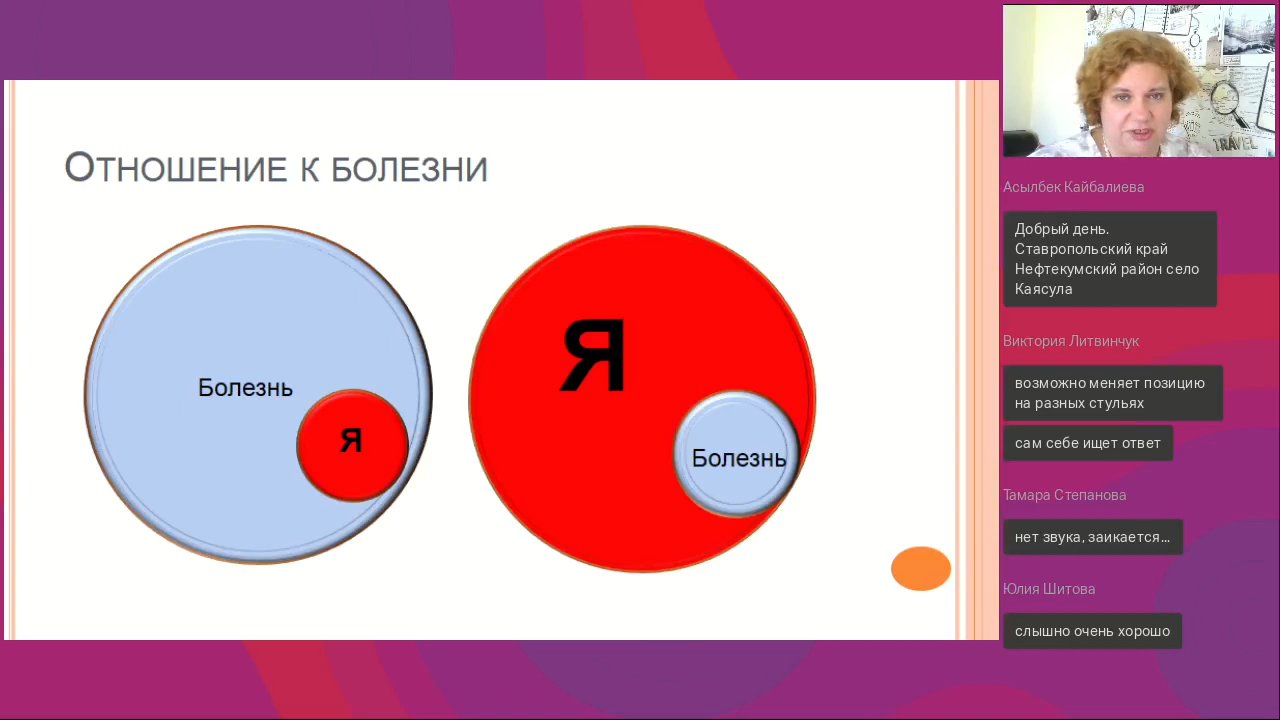 Отношение к болезни
Болезнь
Я
Я
Болезнь
TRAVEL
Асылбек Кайбалиева
Добрый день.
Ставропольский край
Нефтекумский район село
Каясула
Виктория Литвинчук
возможно меняет позицию
на разных стульях
сам себе ищет ответ
Тамара Степанова
нет звука, заикается...
Юлия Шитова
слышно очень хорошо